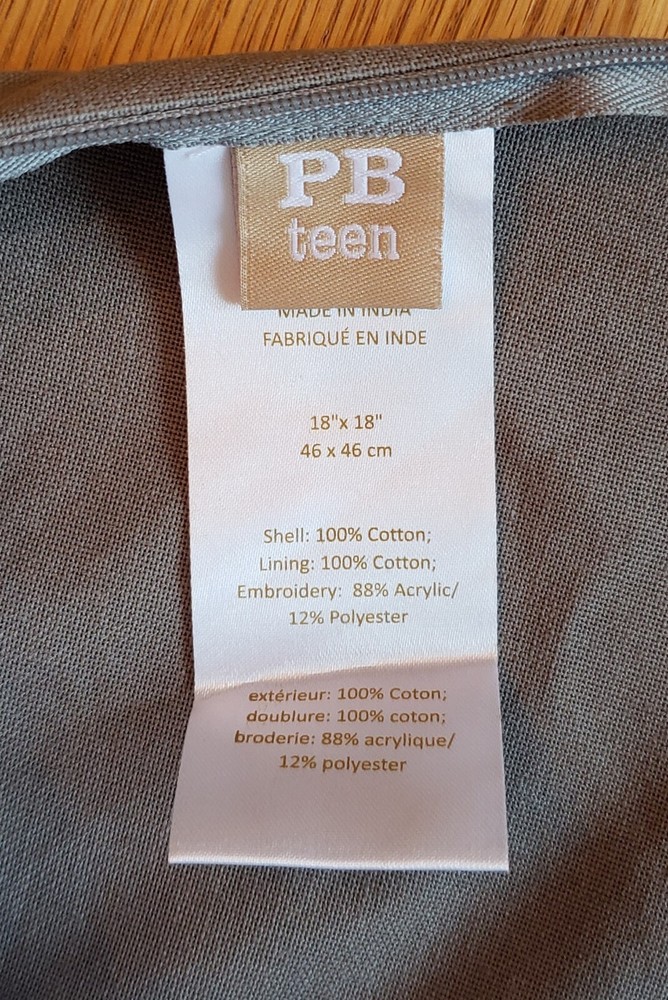 PB
teen
MADE IN INDIA
FABRIQUÉ EN INDE
18"x 18"
46 x 46 cm
Shell: 100% Cotton;
Lining: 100% Cotton;
Embroidery: 88% Acrylic/
12% Polyester
extérieur: 100% Coton;
doublure: 100% coton;
broderie: 88% acrylique/
12% polyester